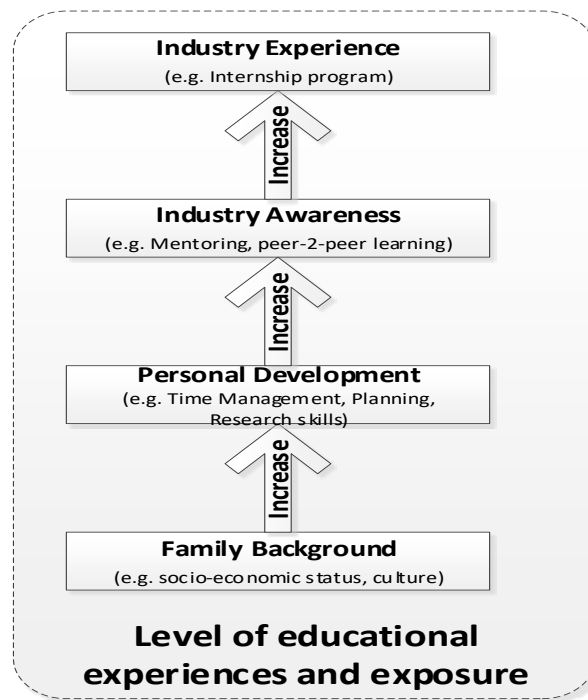 Industry Experience
(e.g. Internship program)
Increase
Industry Awareness
(e.g. Mentoring, peer-2-peer learning)
Increase
Personal Development
(e.g. Time Management, Planning,
Research skills)
Increase
Family Background
(e.g. socio-economic status, culture)
Level of educational
experiences and exposure